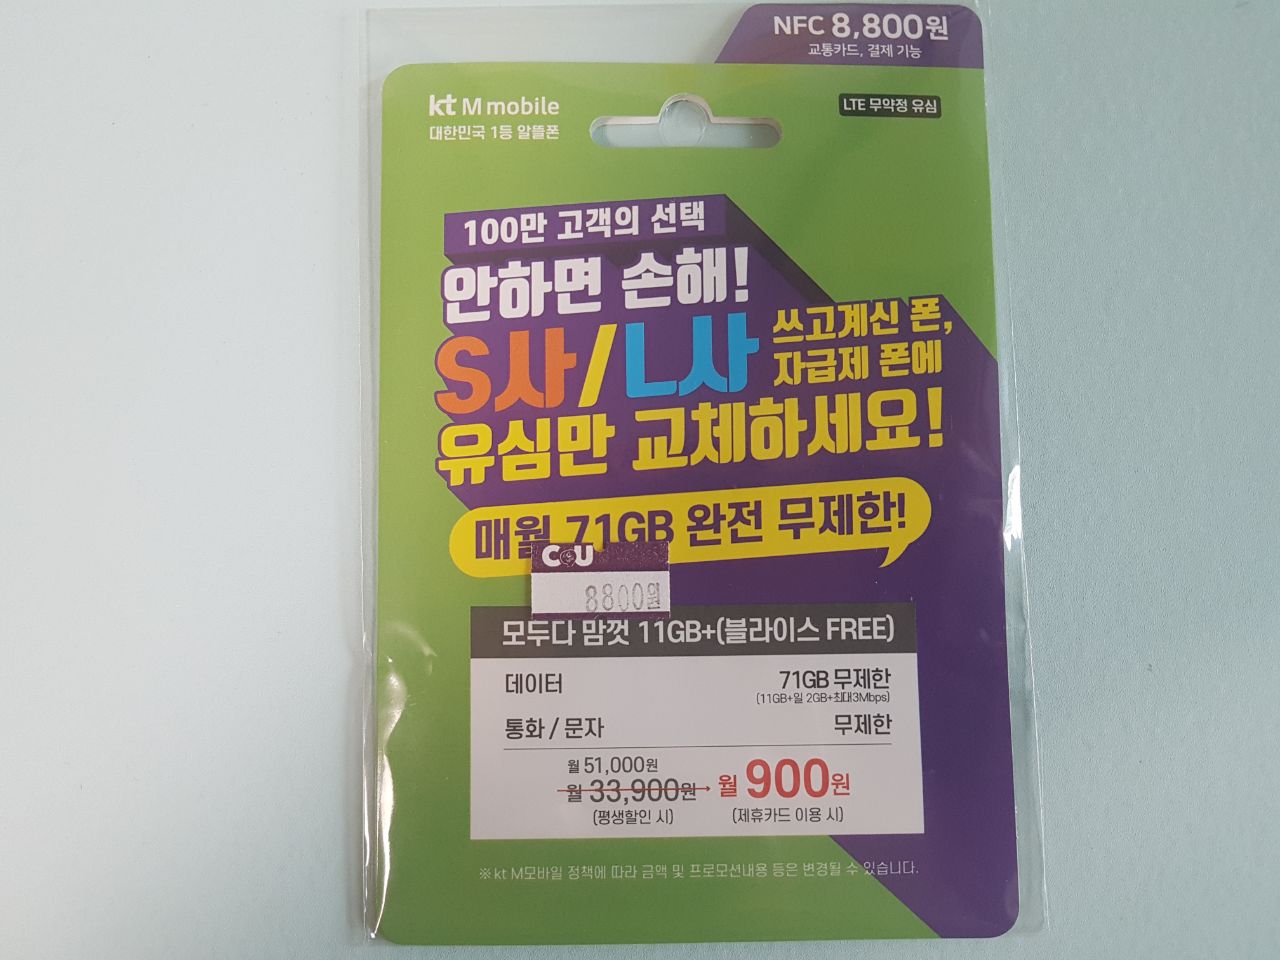 NFC 8,800원
교통카드, 결제 기능
kt M mobile
대한민국 1등 알뜰폰
LTE 무약정 유심
100만 고객의 선택
안하면 손해!
S사/L사 쓰고계신 폰,
자급제 폰에
유심만 교체하세요!
매월 71GB 완전 무제한!
CU
8800원
모두다 맘껏 11GB+(블라이스 FREE)
데이터 71GB 무제한
(11GB+일 2GB+최대3Mbps)
통화 / 문자 무제한
월 51,000원
월 33,900원 → 월 900원
(평생할인 시) (제휴카드 이용 시)
※kt M모바일 정책에 따라 금액 및 프로모션내용 등은 변경될 수 있습니다.